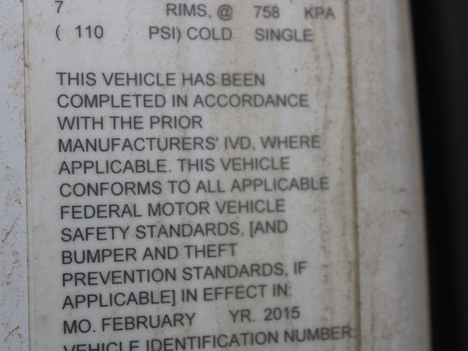 7 RIMS, @ 758 KPA
( 110 PSI) COLD SINGLE
THIS VEHICLE HAS BEEN
COMPLETED IN ACCORDANCE
WITH THE PRIOR
MANUFACTURERS' IVD, WHERE
APPLICABLE. THIS VEHICLE
CONFORMS TO ALL APPLICABLE
FEDERAL MOTOR VEHICLE
SAFETY STANDARDS, [AND
BUMPER AND THEFT
PREVENTION STANDARDS, IF
APPLICABLE] IN EFFECT IN:
MO. FEBRUARY YR. 2015
VEHICLE IDENTIFICATION NUMBER: